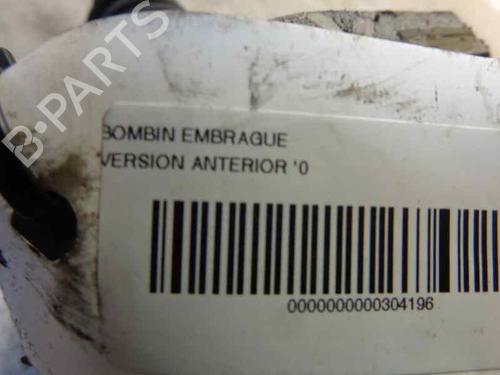 B-PARTS
BOMBIN EMBRAGUE
VERSION ANTERIOR '0
0000000000304196